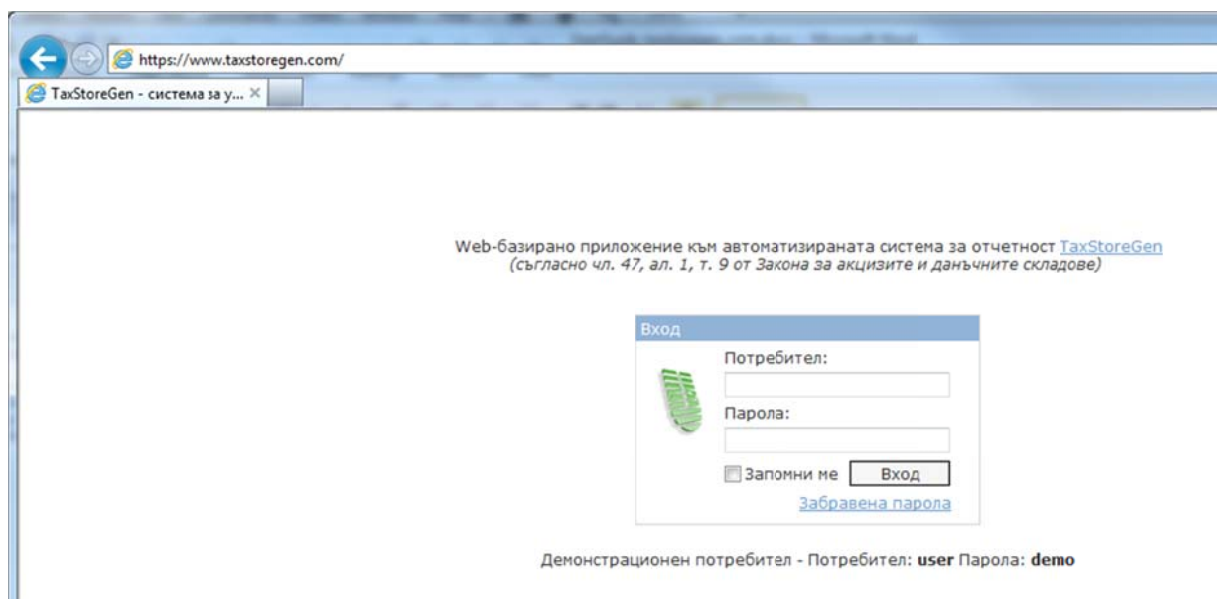 https://www.taxstoregen.com/
TaxStoreGen - система за у...
Web-базирано приложение към автоматизираната система за отчетност TaxStoreGen
(съгласно чл. 47, ал. 1, т. 9 от Закона за акцизите и данъчните складове)
Вход
Потребител:
Парола:
Запомни ме Вход
Забравена парола
Демонстрационен потребител - Потребител: user Парола: demo